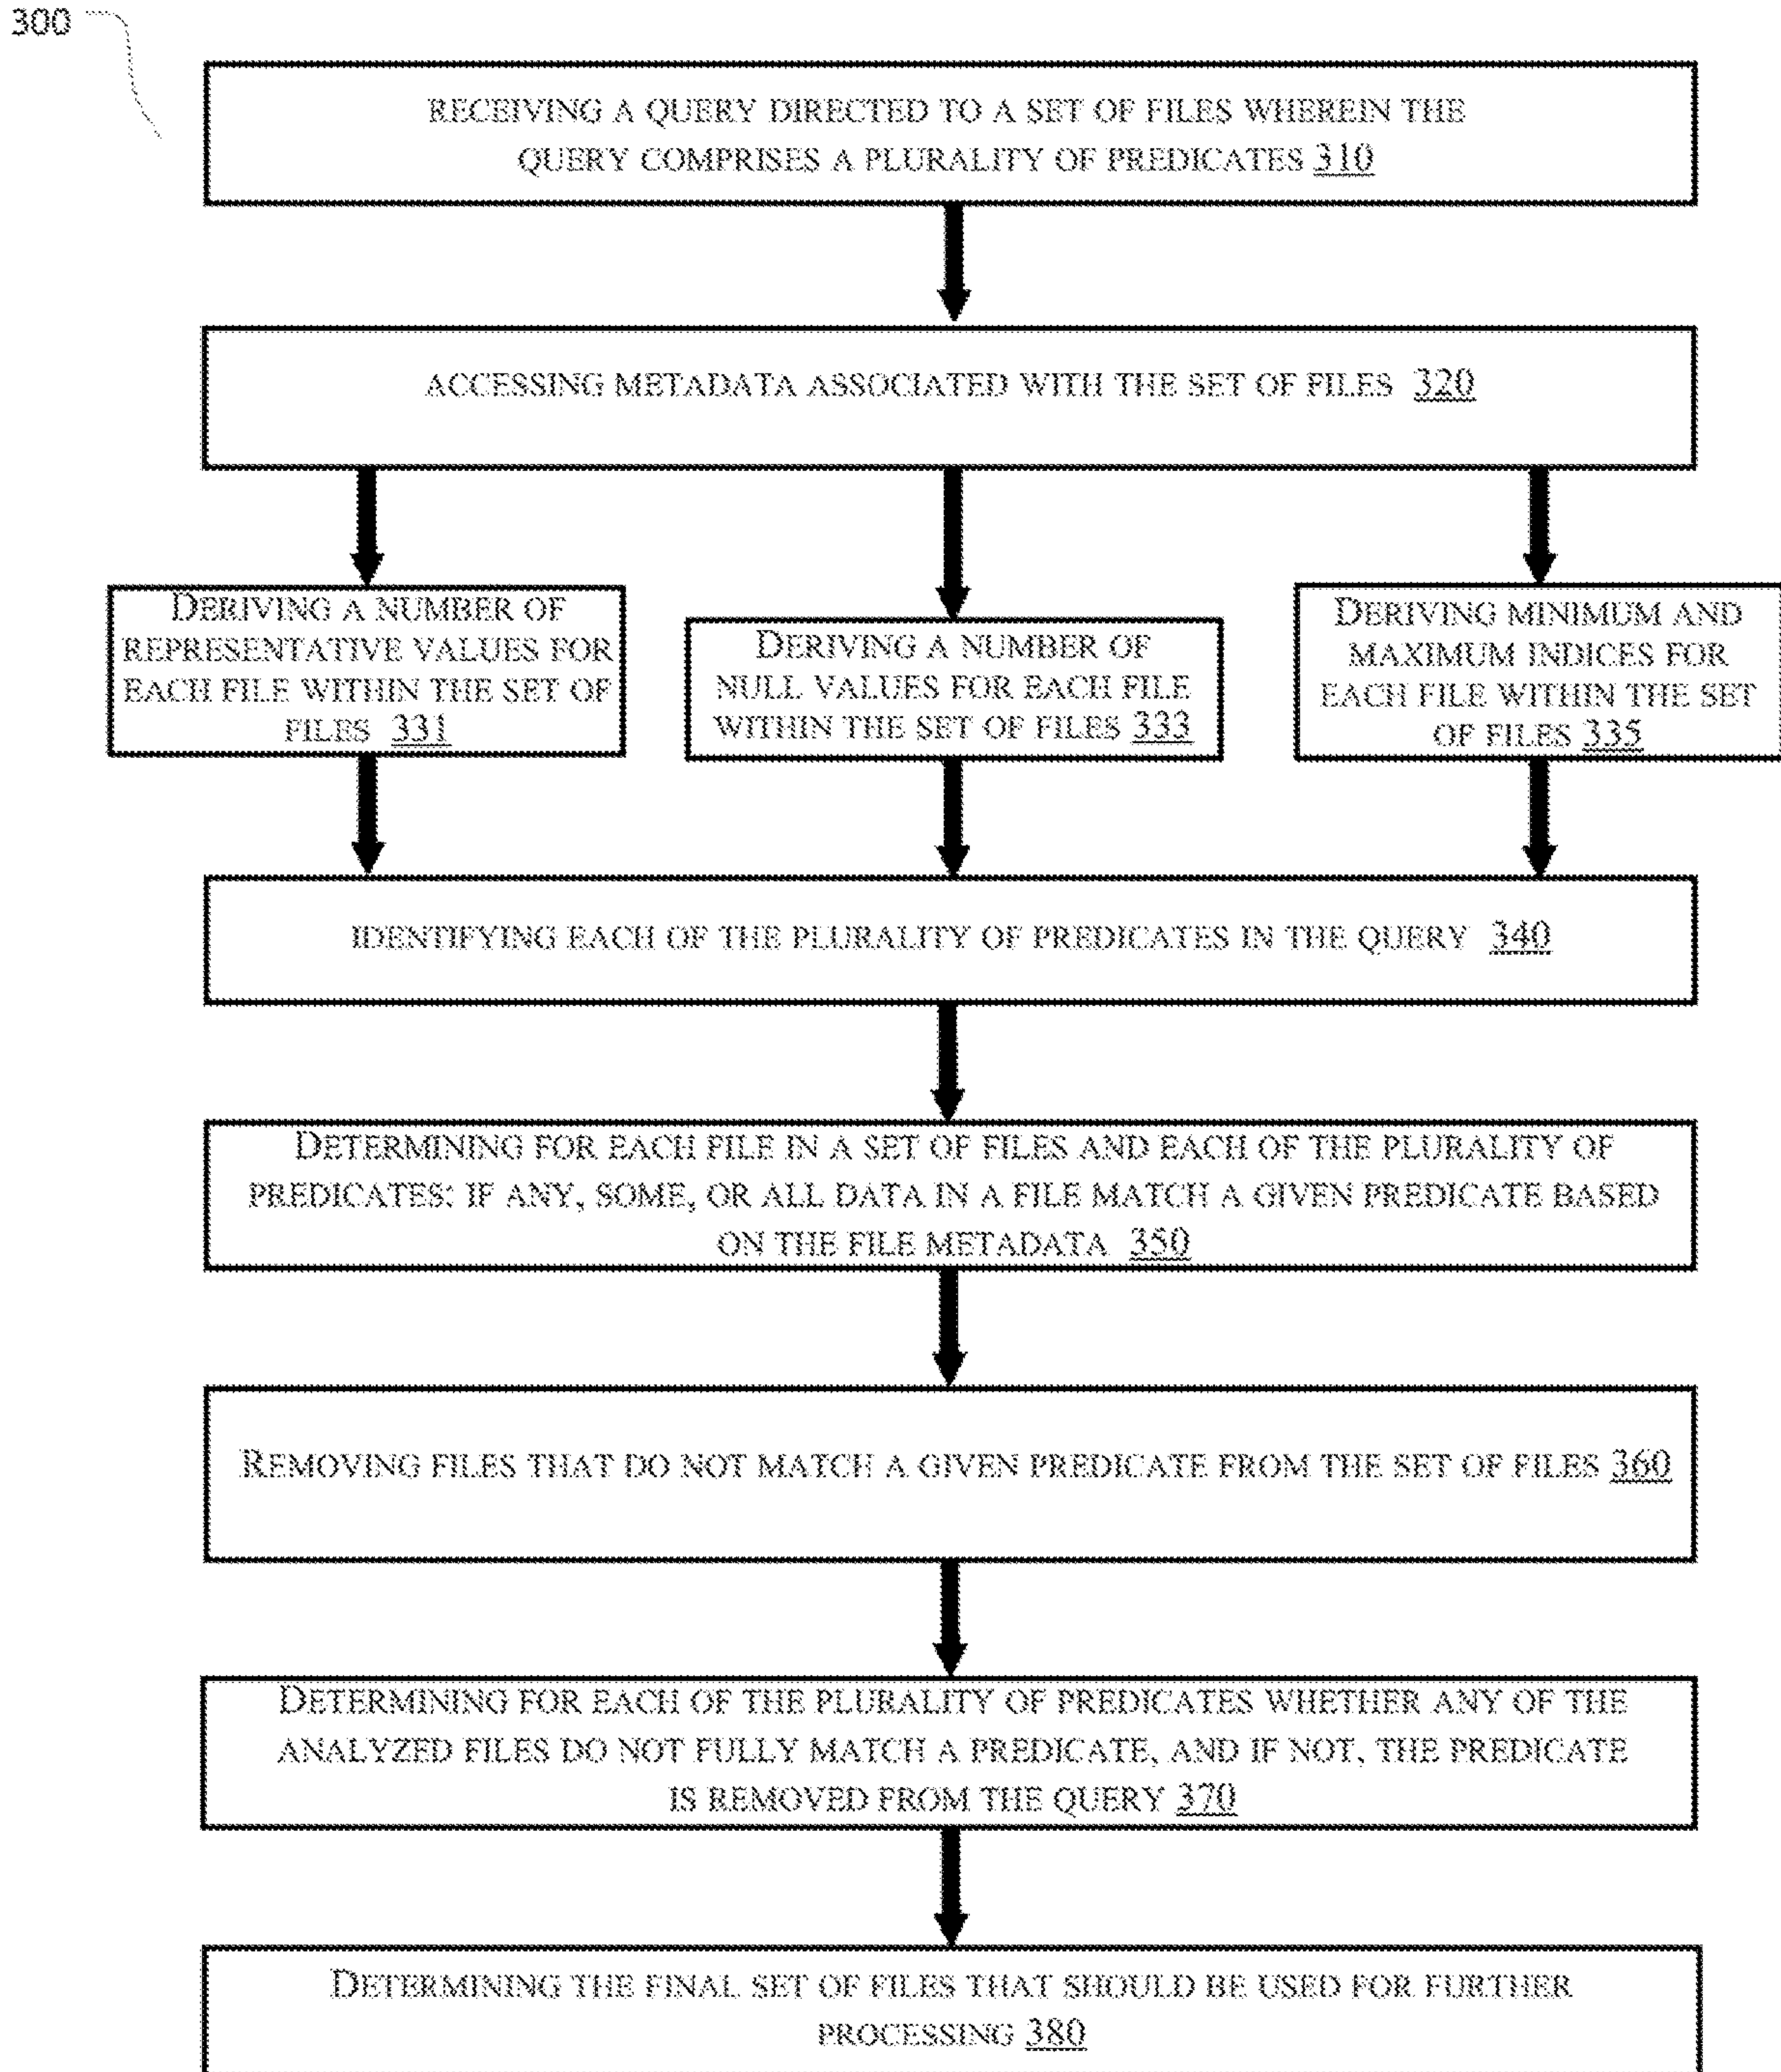 300
RECEIVING A QUERY DIRECTED TO A SET OF FILES WHEREIN THE
QUERY COMPRISES A PLURALITY OF PREDICATES 310
ACCESSING METADATA ASSOCIATED WITH THE SET OF FILES 320
DERIVING A NUMBER OF
REPRESENTATIVE VALUES FOR
EACH FILE WITHIN THE SET OF
FILES 331
DERIVING A NUMBER OF
NULL VALUES FOR EACH FILE
WITHIN THE SET OF FILES 333
DERIVING MINIMUM AND
MAXIMUM INDICES FOR
EACH FILE WITHIN THE SET
OF FILES 335
IDENTIFYING EACH OF THE PLURALITY OF PREDICATES IN THE QUERY 340
DETERMINING FOR EACH FILE IN A SET OF FILES AND EACH OF THE PLURALITY OF
PREDICATES: IF ANY, SOME, OR ALL DATA IN A FILE MATCH A GIVEN PREDICATE BASED
ON THE FILE METADATA 350
REMOVING FILES THAT DO NOT MATCH A GIVEN PREDICATE FROM THE SET OF FILES 360
DETERMINING FOR EACH OF THE PLURALITY OF PREDICATES WHETHER ANY OF THE
ANALYZED FILES DO NOT FULLY MATCH A PREDICATE, AND IF NOT, THE PREDICATE
IS REMOVED FROM THE QUERY 370
DETERMINING THE FINAL SET OF FILES THAT SHOULD BE USED FOR FURTHER
PROCESSING 380